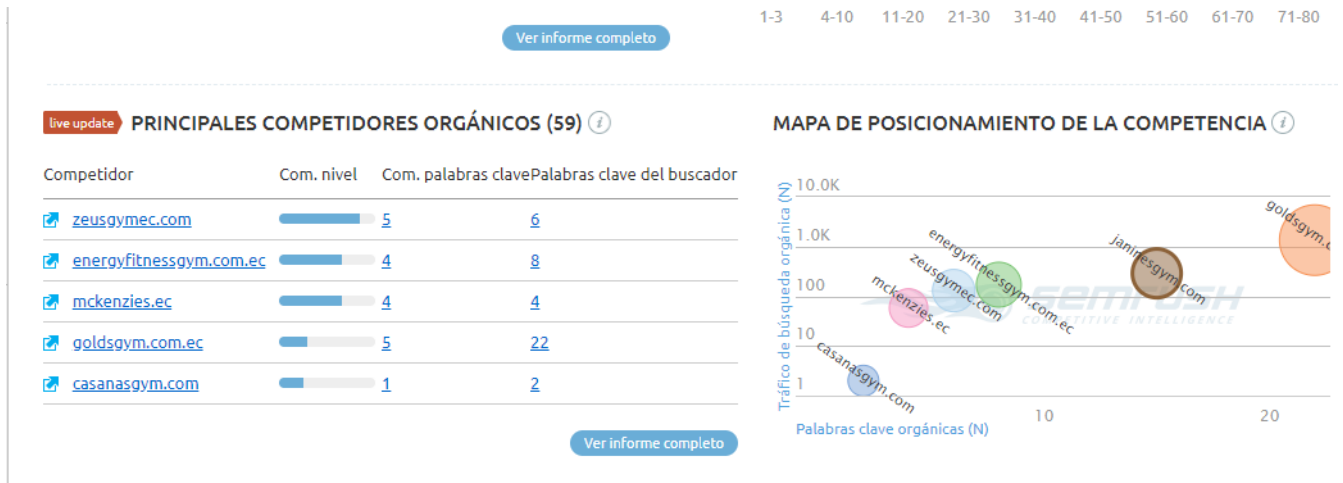 1-3 4-10 11-20 21-30 31-40 41-50 51-60 61-70 71-80
Ver informe completo
live update PRINCIPALES COMPETIDORES ORGÁNICOS (59) i
Competidor Com. nivel Com. palabras clave Palabras clave del buscador
zeusgymec.com 5 6
energyfitnessgym.com.ec 4 8
mckenzies.ec 4 4
goldsgym.com.ec 5 22
casanasgym.com 1 2
Ver informe completo
MAPA DE POSICIONAMIENTO DE LA COMPETENCIA i
Tráfico de búsqueda orgánica (N)
10.0K
1.0K
100
10
1
goldsgym.c
janinesgym.com
energyfitnessgym.com.ec
zeusgymec.com
mckenzies.ec
casanasgym.com
SEMRUSH
COMPETITIVE INTELLIGENCE
10 20
Palabras clave orgánicas (N)